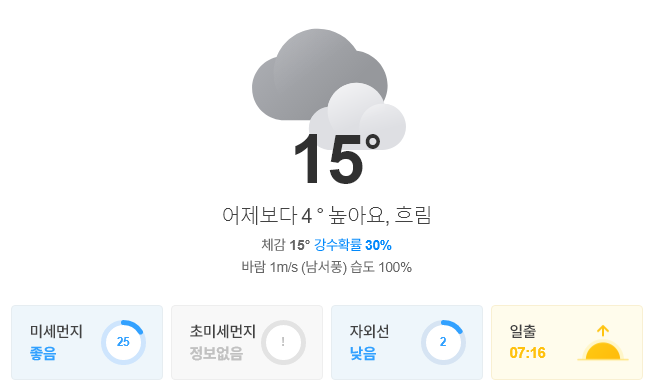 15°
어제보다 4° 높아요, 흐림
체감 15° 강수확률 30%
바람 1m/s (남서풍) 습도 100%
미세먼지
좋음
25
초미세먼지
정보없음
!
자외선
낮음
2
일출
07:16